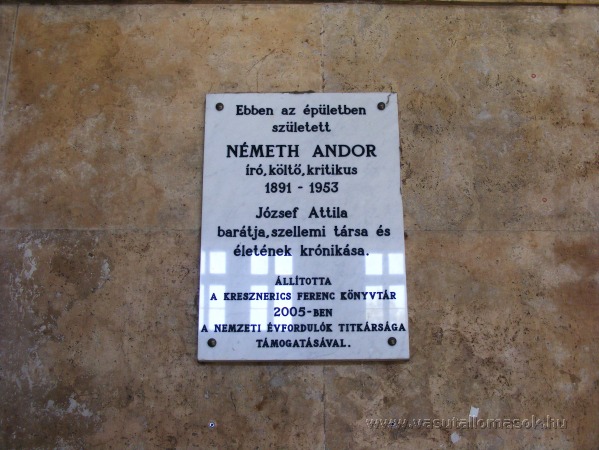 Ebben az épületben
született
NÉMETH ANDOR
író, költő, kritikus
1891 - 1953
József Attila
barátja, szellemi társa és
életének krónikása.
ÁLLÍTOTTA
A KRESZNERICS FERENC KÖNYVTÁR
2005-BEN
A NEMZETI ÉVFORDULÓK TITKÁRSÁGA
TÁMOGATÁSÁVAL.
www.vasutallomasok.hu